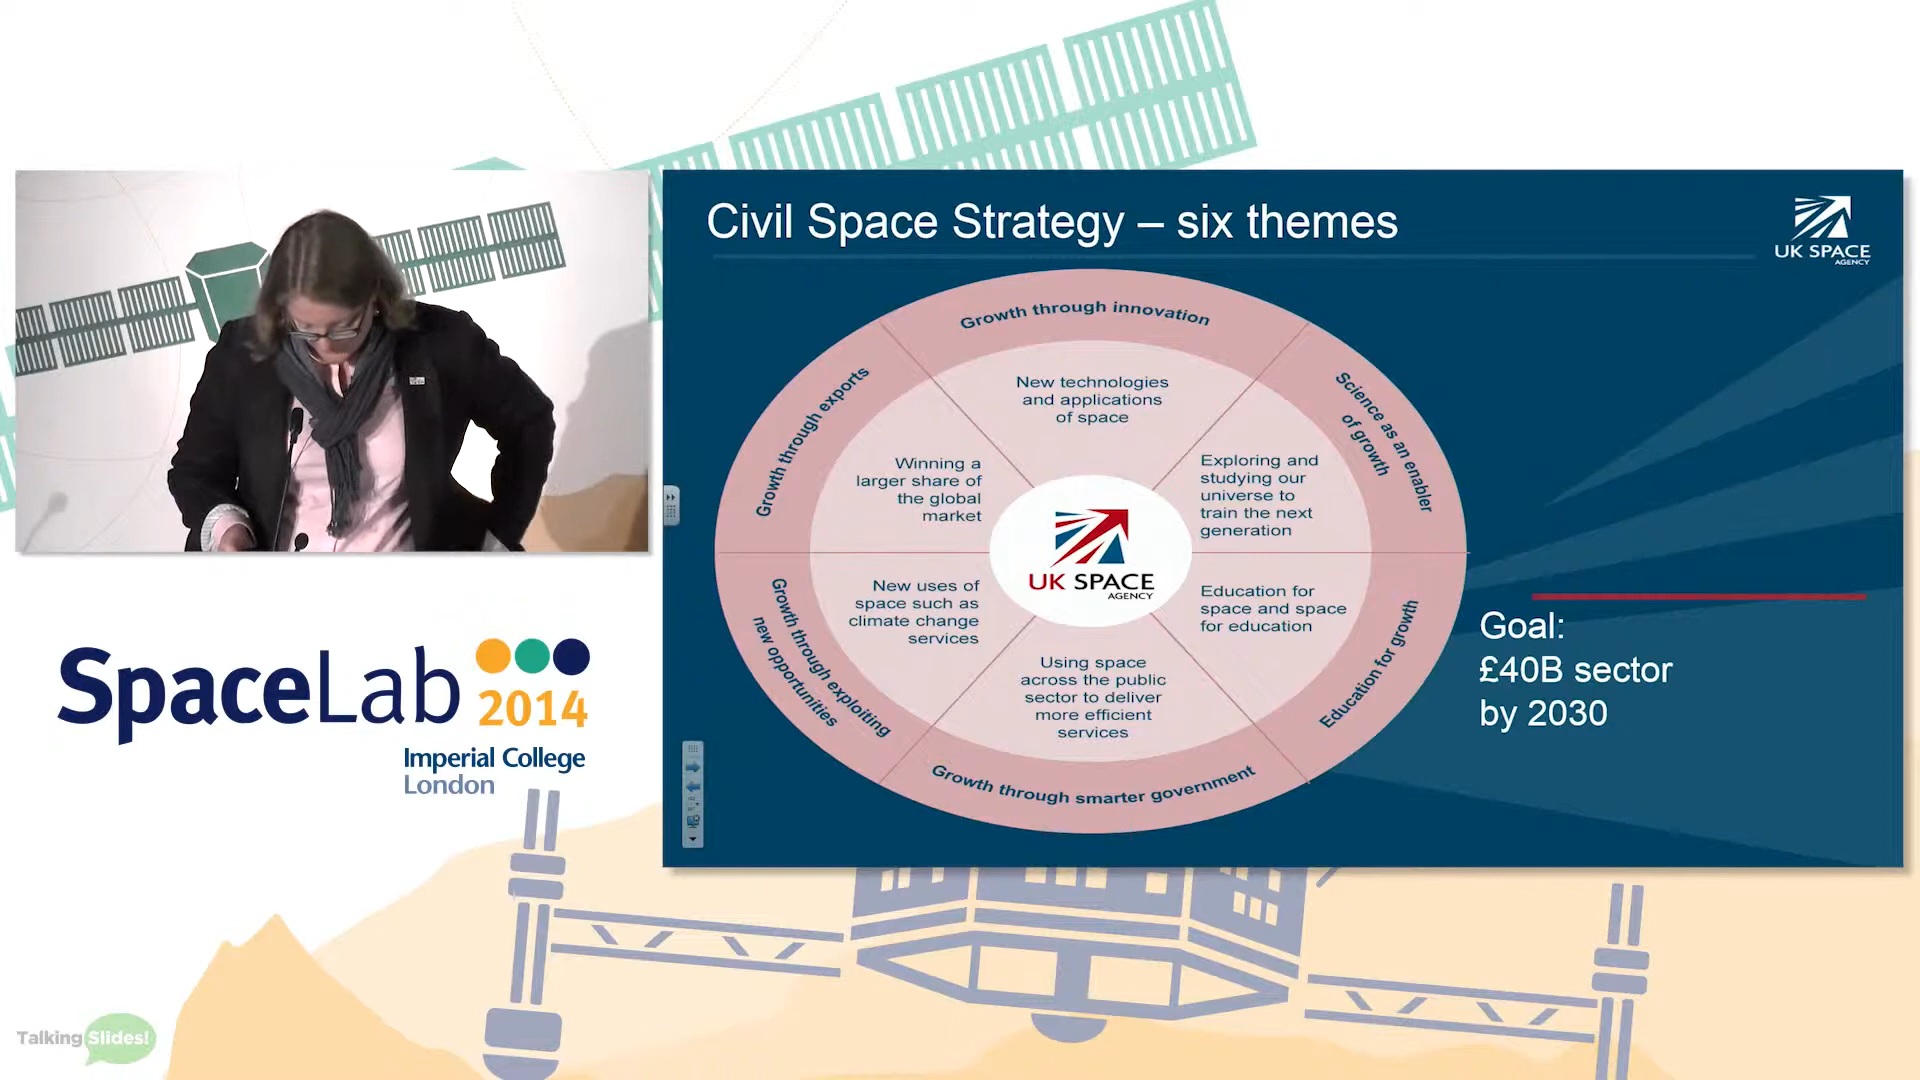 Civil Space Strategy – six themes
UK SPACE
AGENCY
Growth through innovation
New technologies
and applications
of space
Science as an enabler
of growth
Exploring and
studying our
universe to
train the next
generation
Education for growth
Education for
space and space
for education
Growth through smarter government
Using space
across the public
sector to deliver
more efficient
services
Growth through exploiting
new opportunities
New uses of
space such as
climate change
services
Growth through exports
Winning a
larger share of
the global
market
UK SPACE
AGENCY
Goal:
£40B sector
by 2030
SpaceLab
2014
Imperial College
London
Talking Slides!